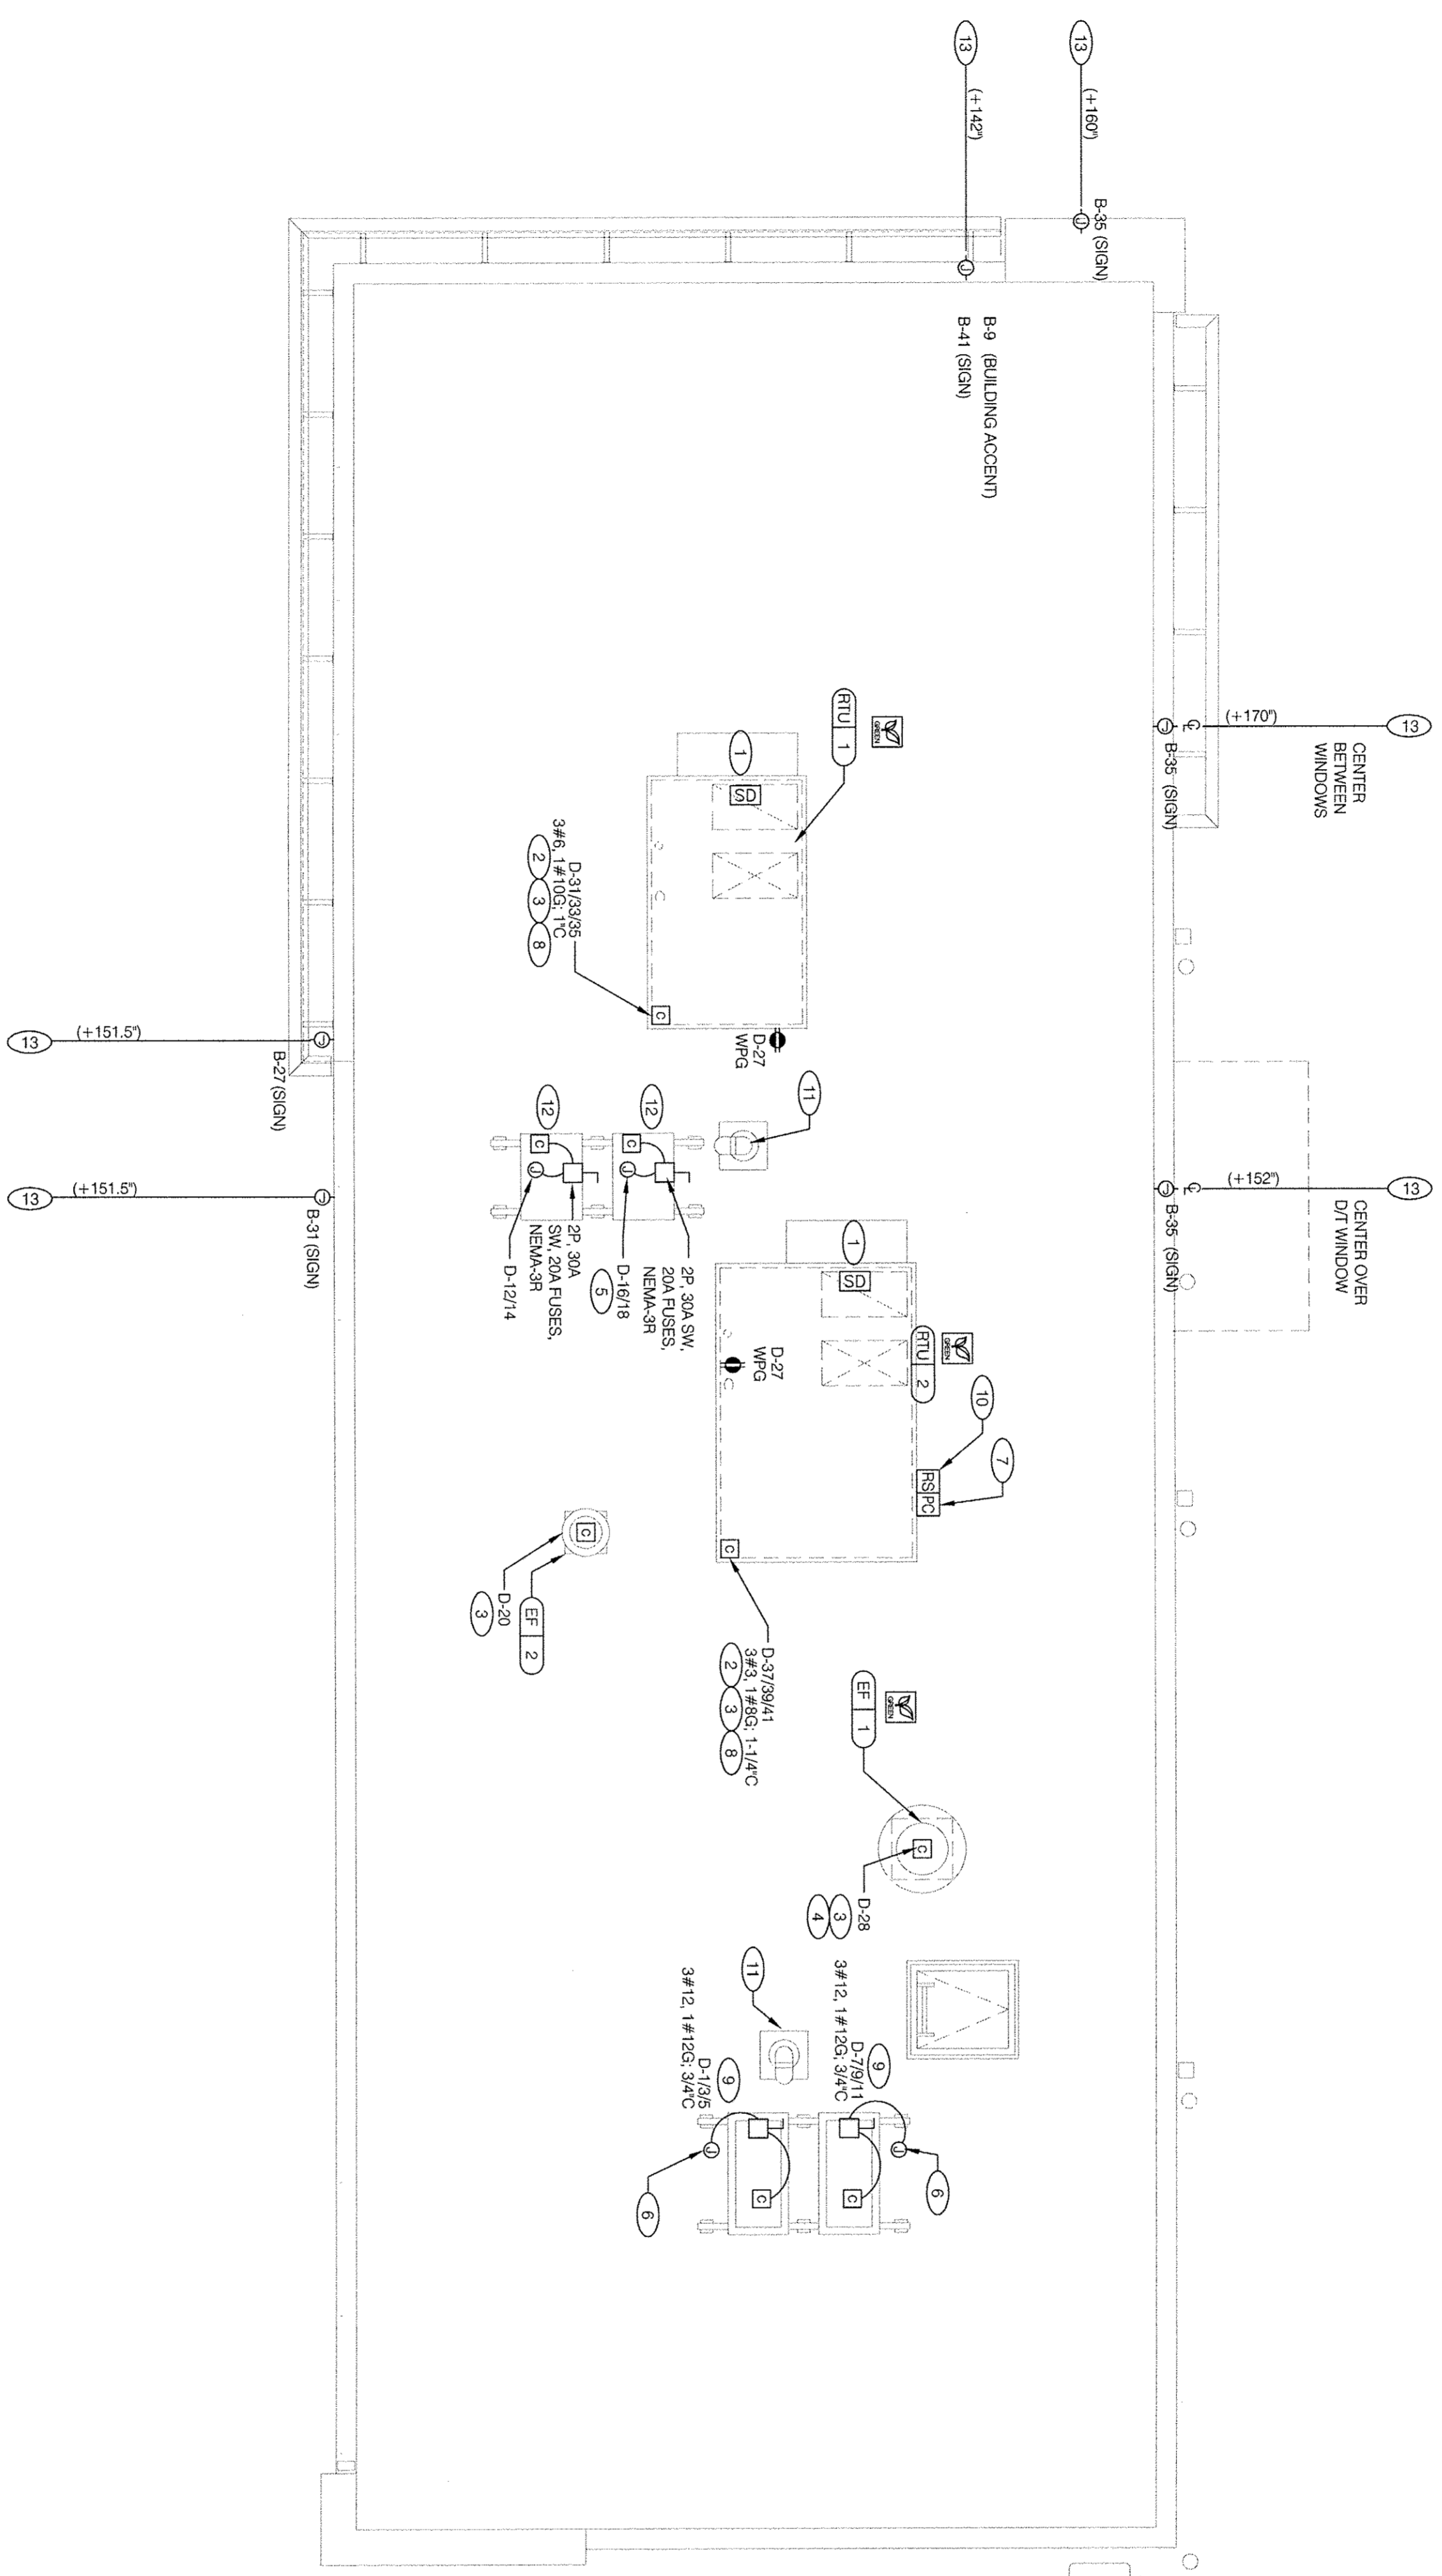 13
(+160")
B-35 (SIGN)
13
(+142")
B-9 (BUILDING ACCENT)
B-41 (SIGN)
13
(+170")
CENTER
BETWEEN
WINDOWS
B-35 (SIGN)
13
(+152")
CENTER OVER
D/T WINDOW
B-35 (SIGN)
GREEN
RTU 1
1
SD
D-31/33/35
3#6, 1#10G; 1"C
2 3 8
C
D-27
WPG
13
(+151.5")
J
B-27 (SIGN)
13
(+151.5")
J
B-31 (SIGN)
11
12
C
J
2P, 30A SW,
20A FUSES,
NEMA-3R
D-16/18
5
12
C
J
2P, 30A
SW, 20A FUSES,
NEMA-3R
D-12/14
1
SD
GREEN
RTU 2
D-27
WPG
10
7
RS PC
C
D-37/39/41
3#3, 1#8G; 1-1/4"C
2 3 8
C
D-20
3
EF 2
GREEN
EF 1
C
D-28
3
4
11
9
D-7/9/11
3#12, 1#12G; 3/4"C
J
C
6
9
D-1/3/5
3#12, 1#12G; 3/4"C
J
C
6